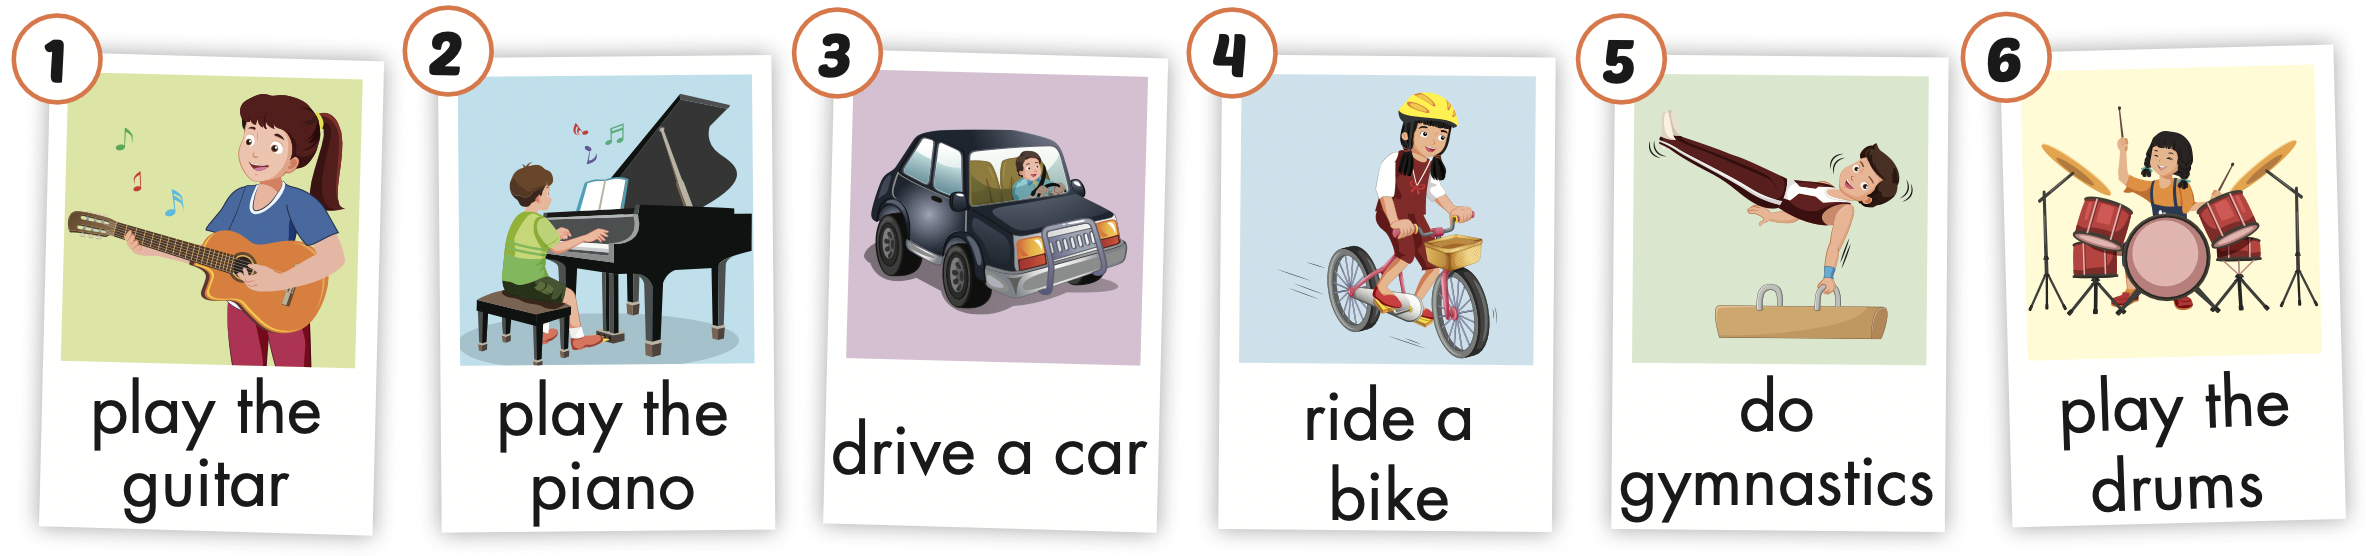 1
play the
guitar
2
play the
piano
3
drive a car
4
ride a
bike
5
do
gymnastics
6
play the
drums